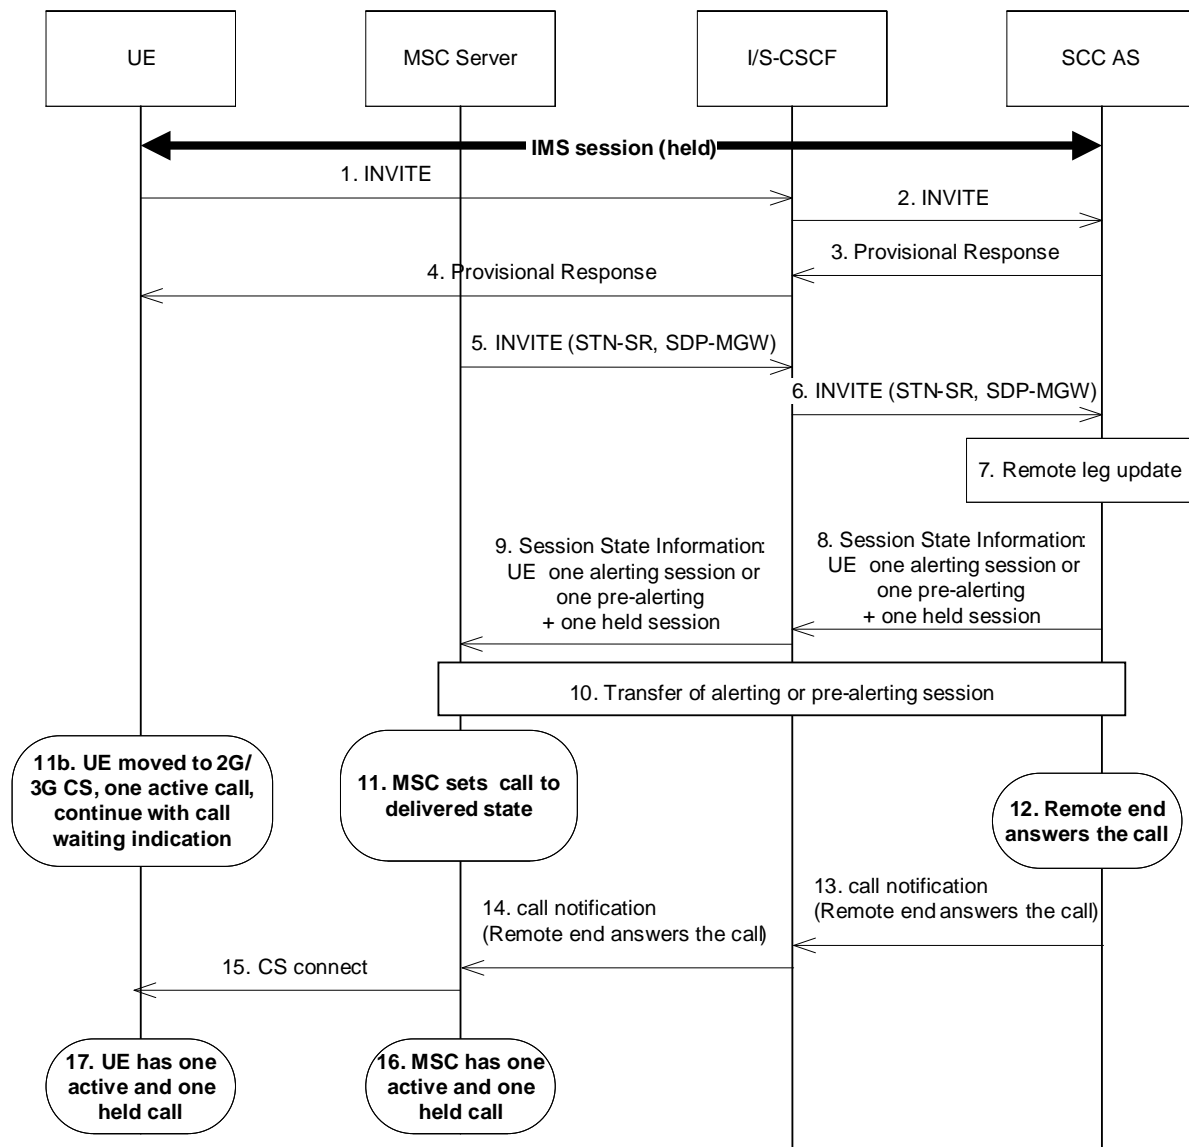 UE
MSC Server
I/S-CSCF
SCC AS
IMS session (held)
1. INVITE
2. INVITE
3. Provisional Response
4. Provisional Response
5. INVITE (STN-SR, SDP-MGW)
6. INVITE (STN-SR, SDP-MGW)
7. Remote leg update
8. Session State Information:
UE one alerting session or
one pre-alerting
+ one held session
9. Session State Information:
UE one alerting session or
one pre-alerting
+ one held session
10. Transfer of alerting or pre-alerting session
11b. UE moved to 2G/
3G CS, one active call,
continue with call
waiting indication
11. MSC sets call to
delivered state
12. Remote end
answers the call
13. call notification
(Remote end answers the call)
14. call notification
(Remote end answers the call)
15. CS connect
17. UE has one
active and one
held call
16. MSC has one
active and one
held call